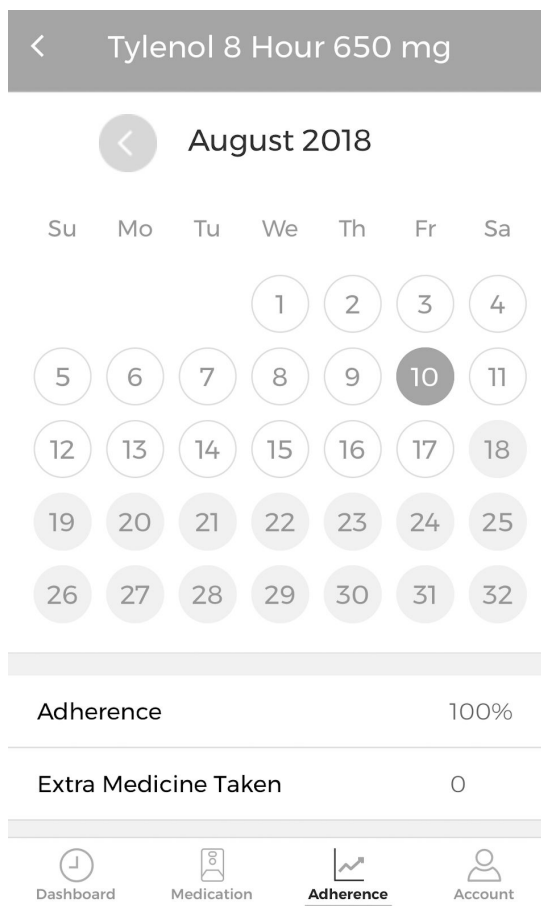 Tylenol 8 Hour 650 mg
August 2018
Su Mo Tu We Th Fr Sa
1 2 3 4
5 6 7 8 9 10 11
12 13 14 15 16 17 18
19 20 21 22 23 24 25
26 27 28 29 30 31 32
Adherence 100%
Extra Medicine Taken 0
Dashboard Medication Adherence Account